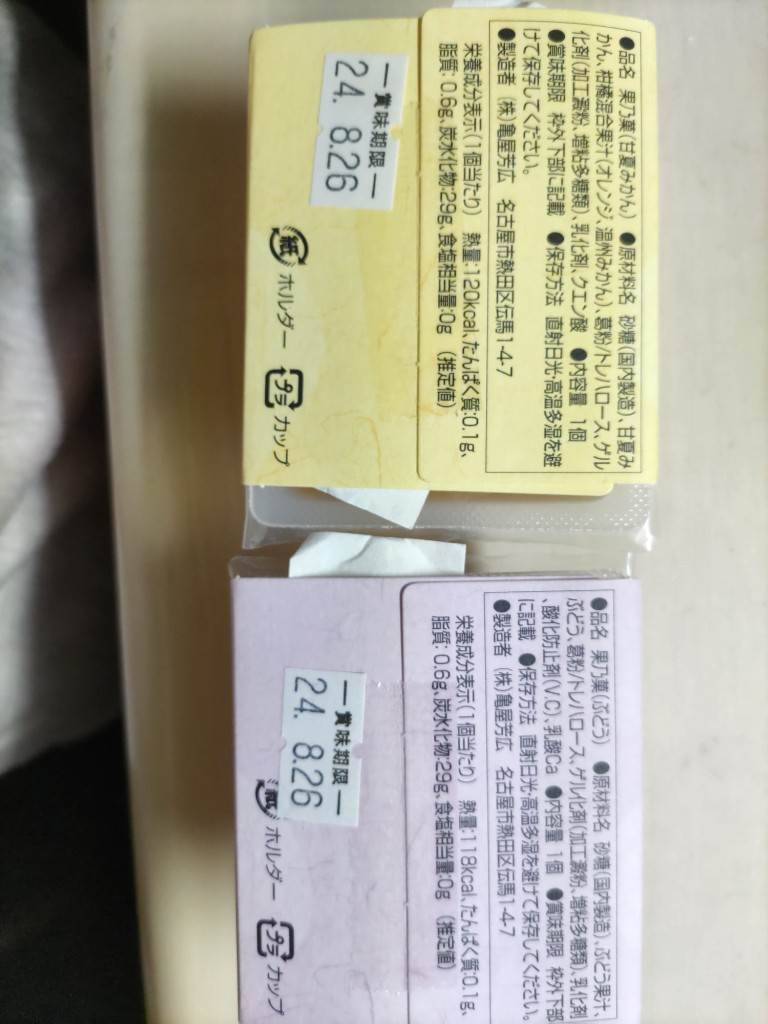 ●品名 果乃菓(甘夏みかん) ●原材料名 砂糖(国内製造)、甘夏み
かん、柑橘混合果汁(オレンジ、温州みかん)、葛粉/トレハロース、ゲル
化剤(加工澱粉、増粘多糖類)、乳化剤、クエン酸 ●内容量 1個
●賞味期限 枠外下部に記載 ●保存方法 直射日光・高温多湿を避
けて保存してください。
●製造者 (株)亀屋芳広 名古屋市熱田区伝馬1-4-7
栄養成分表示(1個当たり) 熱量:120kcal、たんぱく質:0.1g、
脂質: 0.6g、炭水化物:29g、食塩相当量:0g (推定値)
賞味期限
24. 8.26
紙 ホルダー プラ カップ
●品名 果乃菓(ぶどう) ●原材料名 砂糖(国内製造)、ぶどう果汁、
ぶどう、葛粉/トレハロース、ゲル化剤(加工澱粉、増粘多糖類)、乳化剤
、酸化防止剤(V.C)、乳酸Ca ●内容量 1個 ●賞味期限 枠外下部
に記載 ●保存方法 直射日光・高温多湿を避けて保存してください。
●製造者 (株)亀屋芳広 名古屋市熱田区伝馬1-4-7
栄養成分表示(1個当たり) 熱量:118kcal、たんぱく質:0.1g、
脂質: 0.6g、炭水化物:29g、食塩相当量:0g (推定値)
賞味期限
24. 8.26
紙 ホルダー プラ カップ